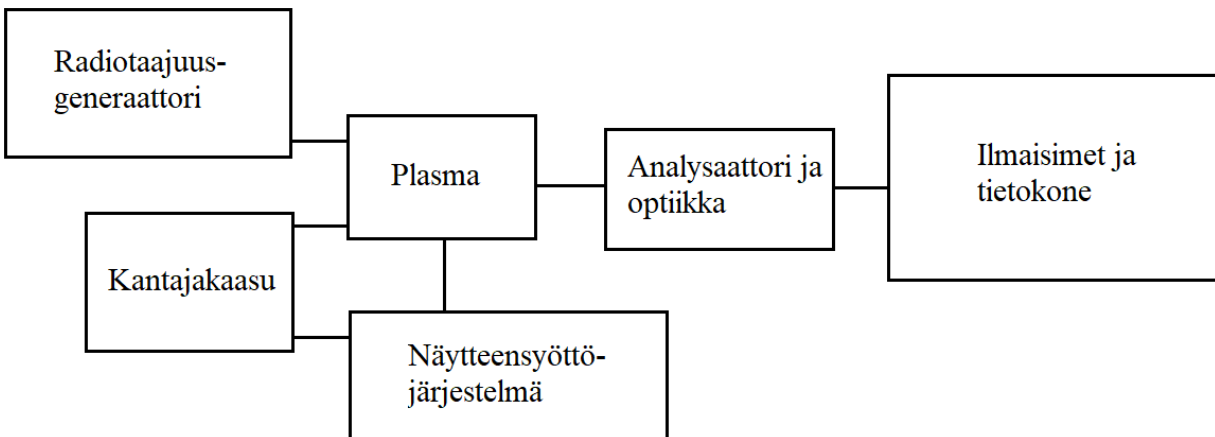 Radiotaajuus-
generaattori
Plasma
Analysaattori ja
optiikka
Ilmaisimet ja
tietokone
Kantajakaasu
Näytteensyöttö-
järjestelmä